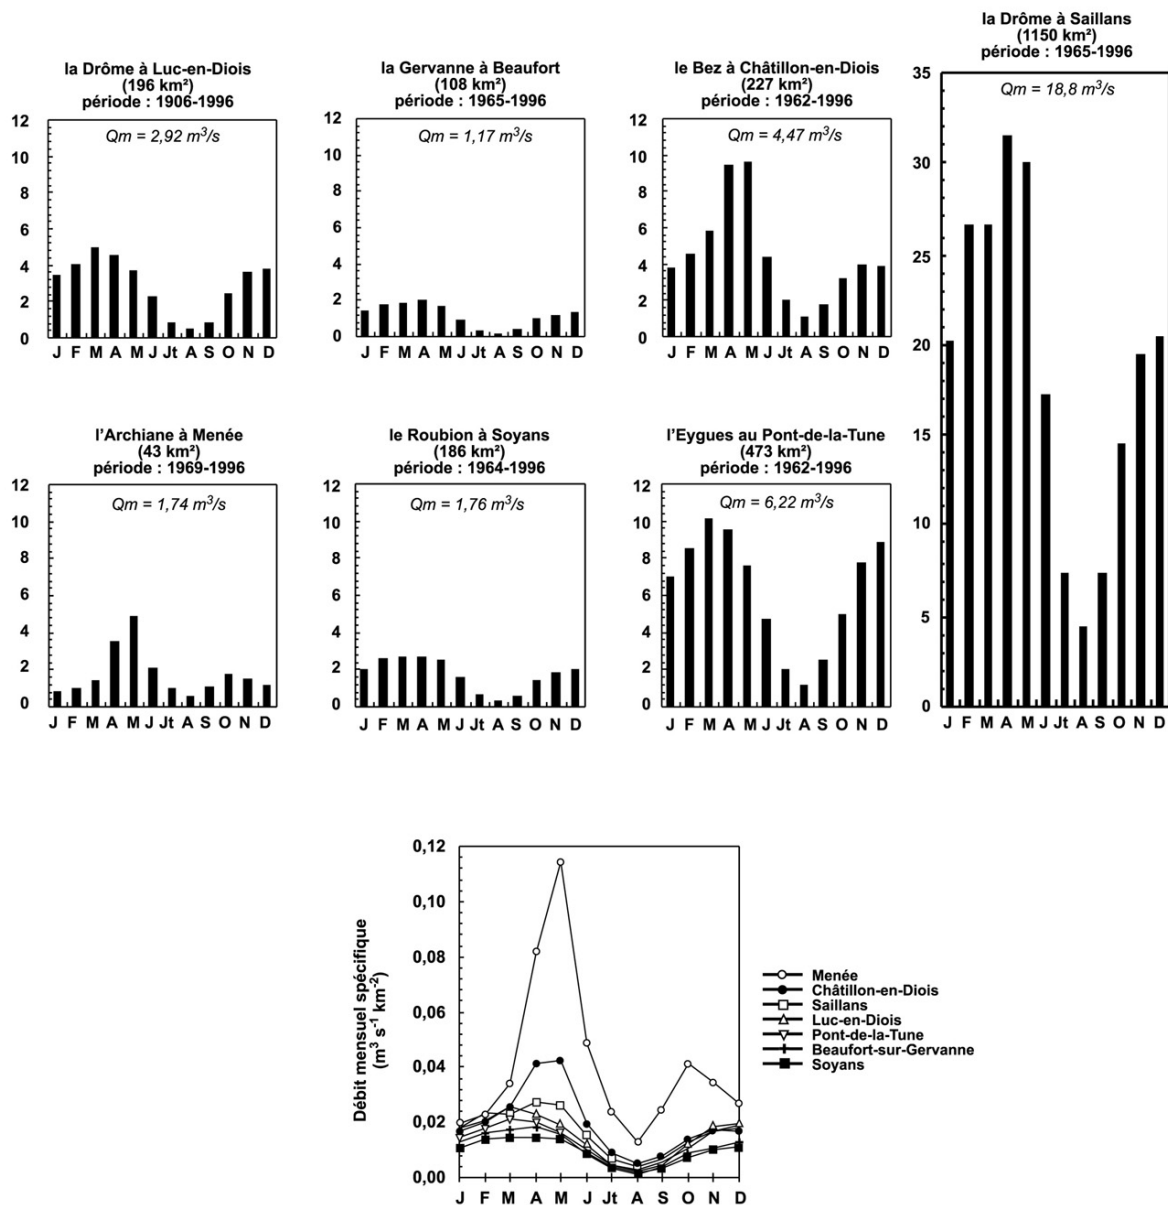 la Drôme à Luc-en-Diois
(196 km²)
période : 1906-1996
Qm = 2,92 m³/s
12
10
8
6
4
2
0
J F M A M J Jt A S O N D
la Gervanne à Beaufort
(108 km²)
période : 1965-1996
Qm = 1,17 m³/s
12
10
8
6
4
2
0
J F M A M J Jt A S O N D
le Bez à Châtillon-en-Diois
(227 km²)
période : 1962-1996
Qm = 4,47 m³/s
12
10
8
6
4
2
0
J F M A M J Jt A S O N D
la Drôme à Saillans
(1150 km²)
période : 1965-1996
Qm = 18,8 m³/s
35
30
25
20
15
10
5
0
J F M A M J Jt A S O N D
l'Archiane à Menée
(43 km²)
période : 1969-1996
Qm = 1,74 m³/s
12
10
8
6
4
2
0
J F M A M J Jt A S O N D
le Roubion à Soyans
(186 km²)
période : 1964-1996
Qm = 1,76 m³/s
12
10
8
6
4
2
0
J F M A M J Jt A S O N D
l'Eygues au Pont-de-la-Tune
(473 km²)
période : 1962-1996
Qm = 6,22 m³/s
12
10
8
6
4
2
0
J F M A M J Jt A S O N D
Débit mensuel spécifique
(m³ s⁻¹ km⁻²)
0,12
0,10
0,08
0,06
0,04
0,02
0,00
J F M A M J Jt A S O N D
Menée
Châtillon-en-Diois
Saillans
Luc-en-Diois
Pont-de-la-Tune
Beaufort-sur-Gervanne
Soyans